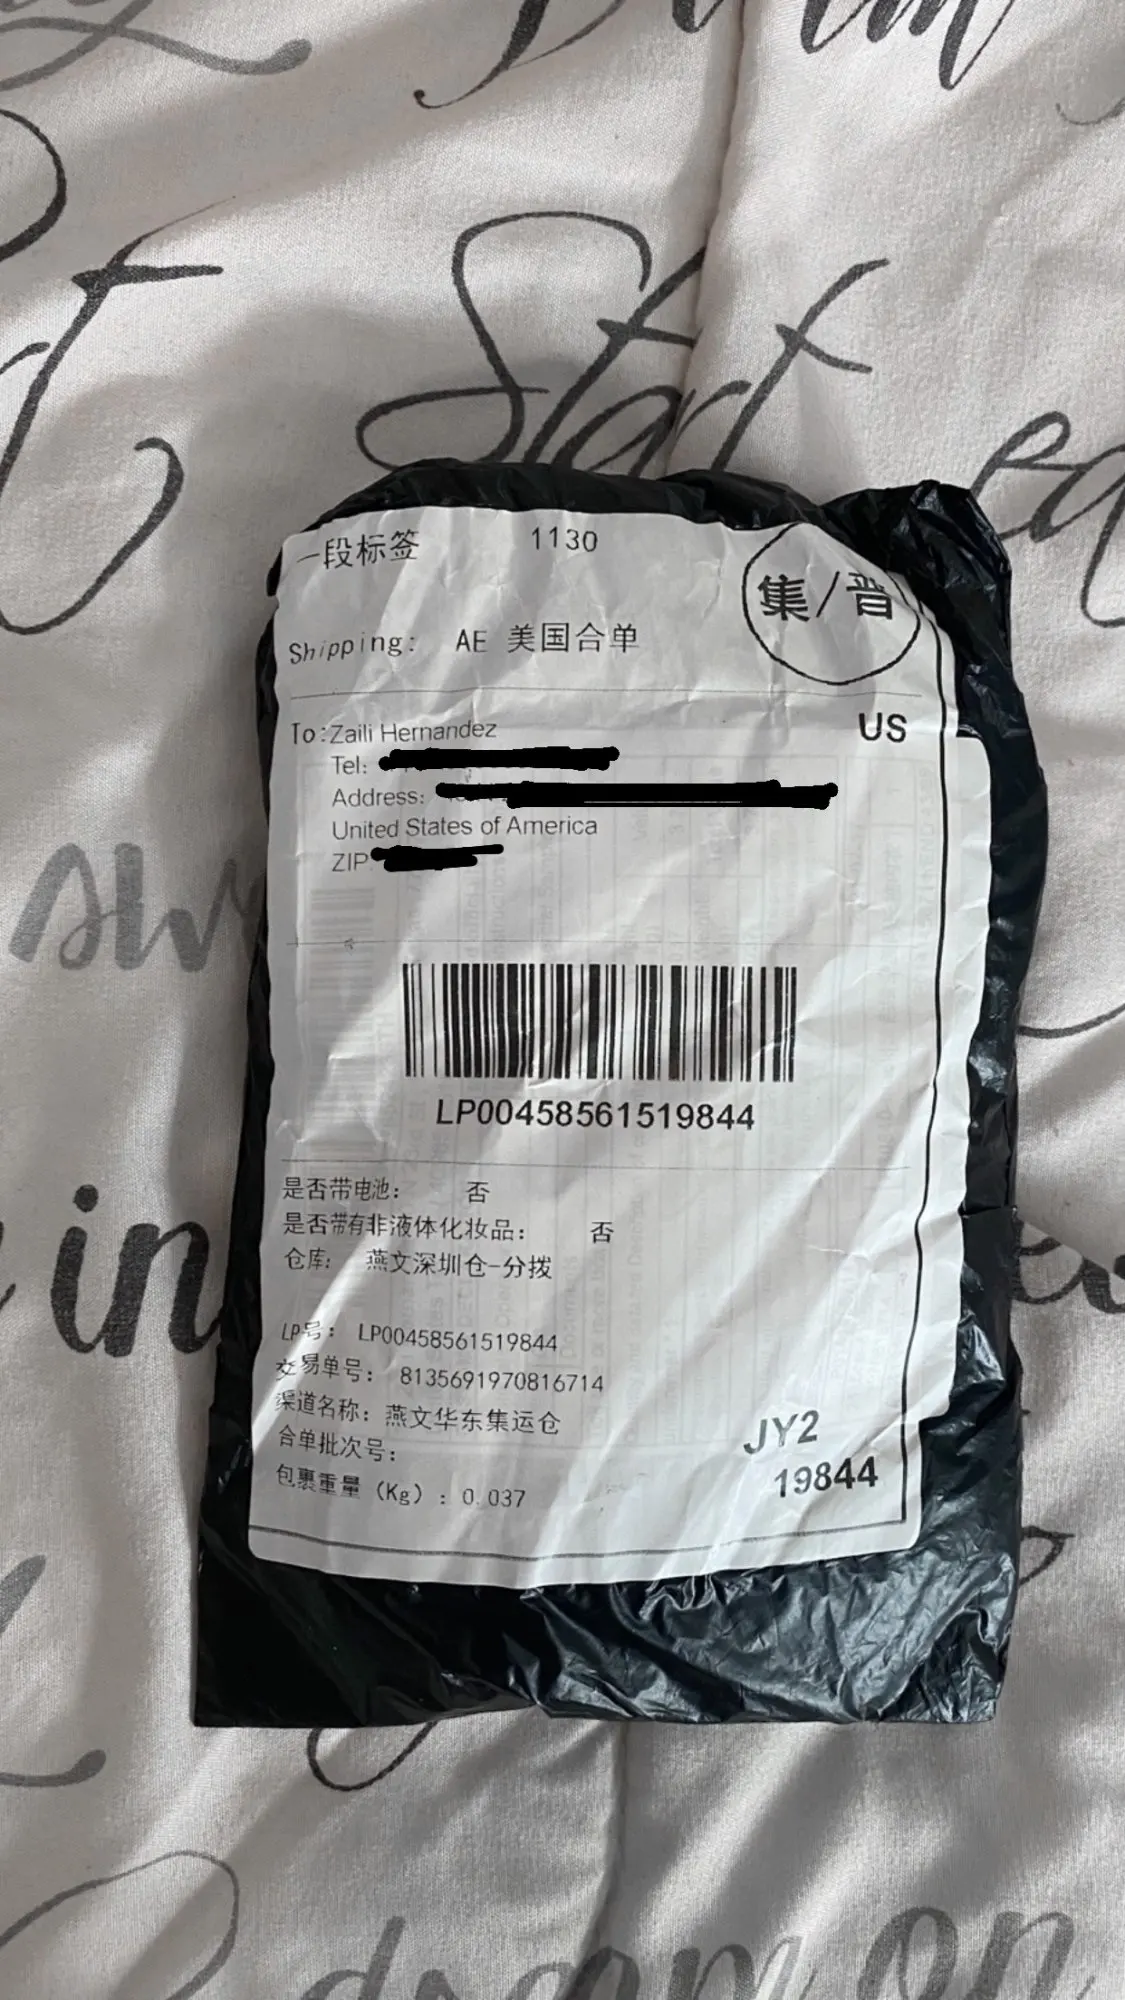 Start
一段标签 1130
集/普
Shipping: AE 美国合单
To: Zaili Hernandez US
Tel:
Address:
United States of America
ZIP
LP00458561519844
是否带电池: 否
是否带有非液体化妆品: 否
仓库: 燕文深圳仓-分拨
LP号: LP00458561519844
交易单号: 8135691970816714
渠道名称: 燕文华东集运仓
合单批次号:
包裹重量 (Kg) : 0.037
JY2
19844
in
dream on